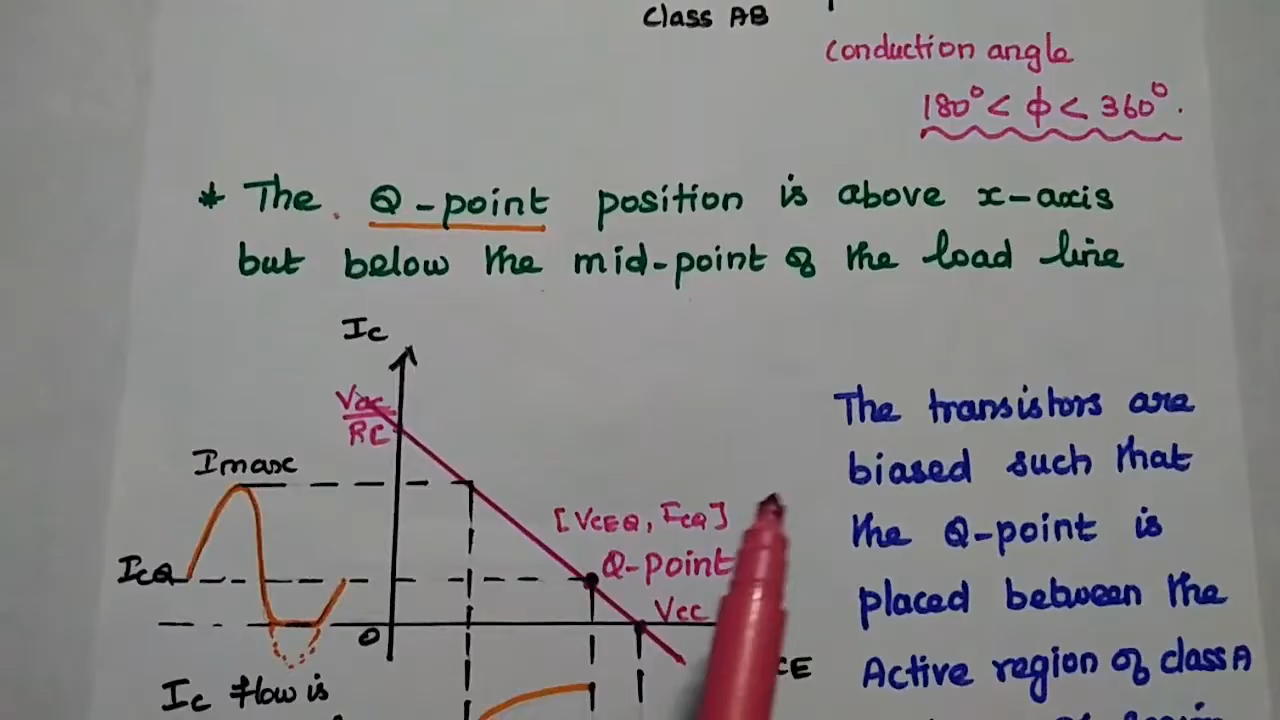 Class AB
conduction angle
180° < ϕ < 360°.
* The Q-point position is above x-axis
but below the mid-point of the load line
Ic
RC
Imax
ICQ
[VCEQ, ICQ]
Q-point
Vcc
0
CE
Ic flow is
The transistors are
biased such that
the Q-point is
placed between the
Active region of class A